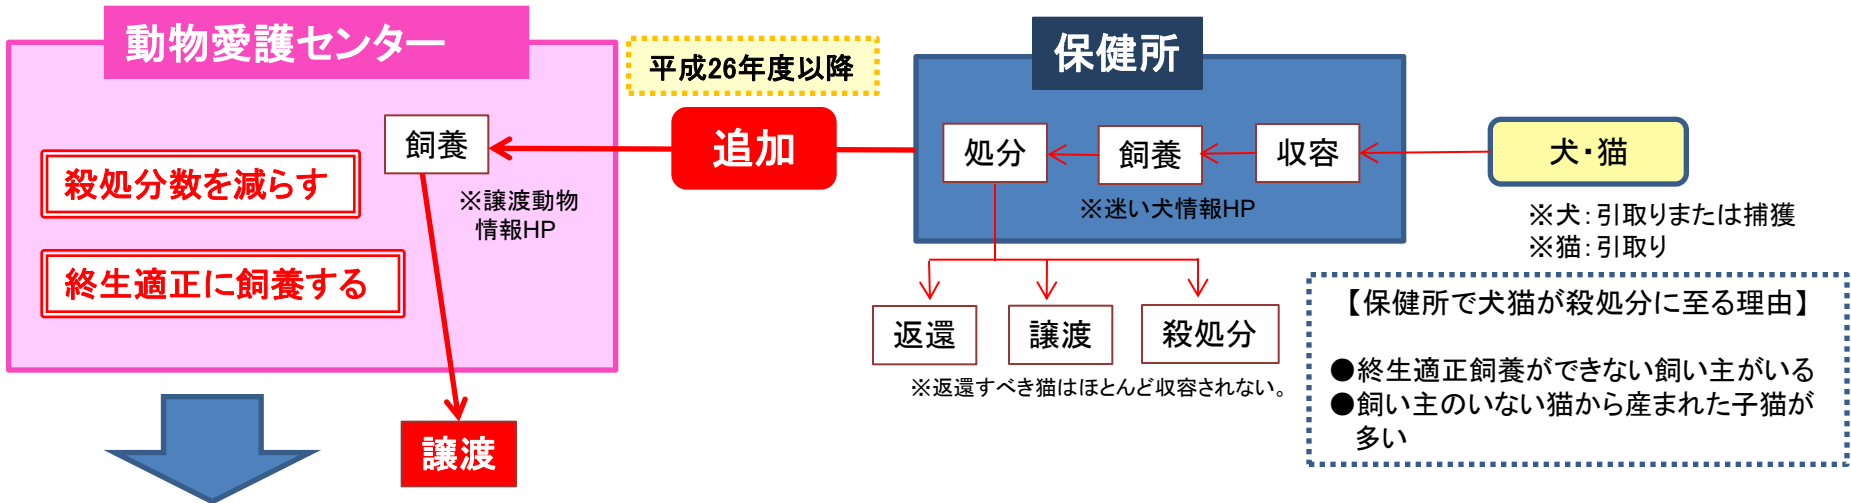 動物愛護センター
殺処分数を減らす
終生適正に飼養する
飼養
※譲渡動物
情報HP
譲渡
平成26年度以降
追加
保健所
処分
飼養
収容
※迷い犬情報HP
返還
譲渡
殺処分
※返還すべき猫はほとんど収容されない。
犬・猫
※犬：引取りまたは捕獲
※猫：引取り
【保健所で犬猫が殺処分に至る理由】
●終生適正飼養ができない飼い主がいる
●飼い主のいない猫から産まれた子猫が
多い